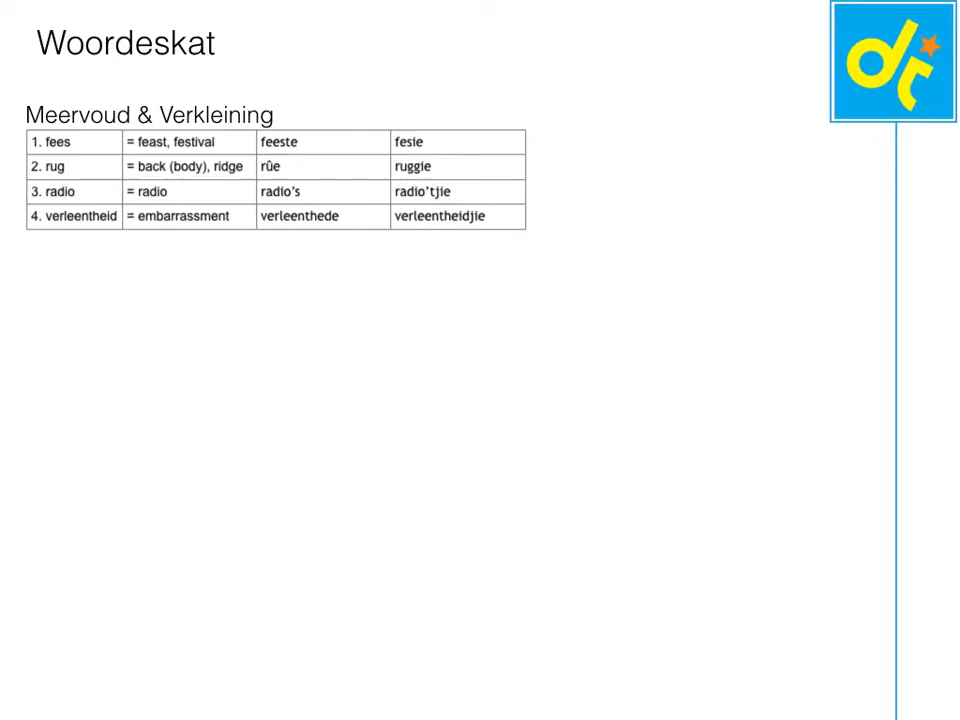 Woordeskat
Meervoud & Verkleining
1. fees = feast, festival feeste fesie
2. rug = back (body), ridge rûe ruggie
3. radio = radio radio's radio'tjie
4. verleentheid = embarrassment verleenthede verleentheidjie